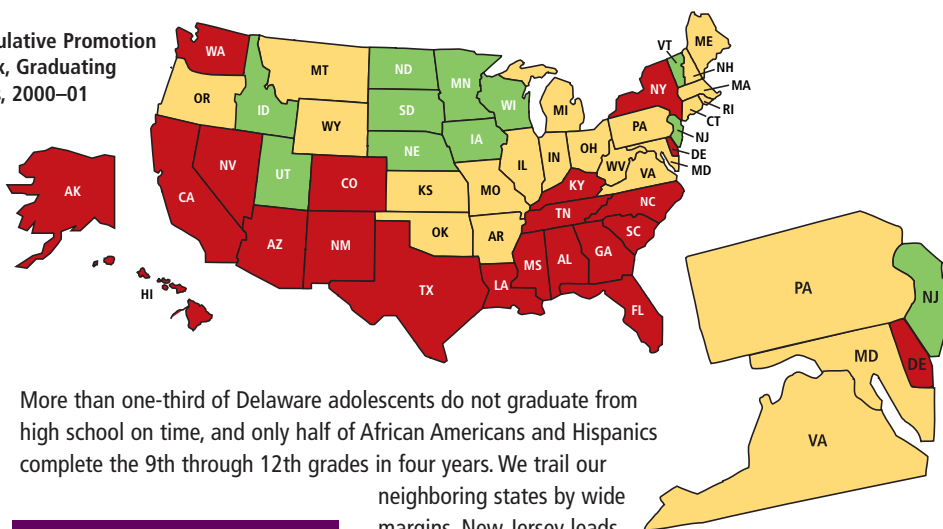 ulative Promotion
x, Graduating
s, 2000–01
WA
OR
ID
MT
ND
MN
SD
WI
WY
NE
IA
MI
NV
UT
CO
CA
KS
MO
IL
IN
OH
PA
NY
VT
ME
NH
MA
RI
CT
NJ
DE
MD
WV
VA
KY
NC
TN
SC
AZ
NM
OK
AR
MS
AL
GA
LA
TX
FL
AK
HI
PA
NJ
MD
DE
VA
More than one-third of Delaware adolescents do not graduate from
high school on time, and only half of African Americans and Hispanics
complete the 9th through 12th grades in four years. We trail our
neighboring states by wide
margins. New Jersey leads